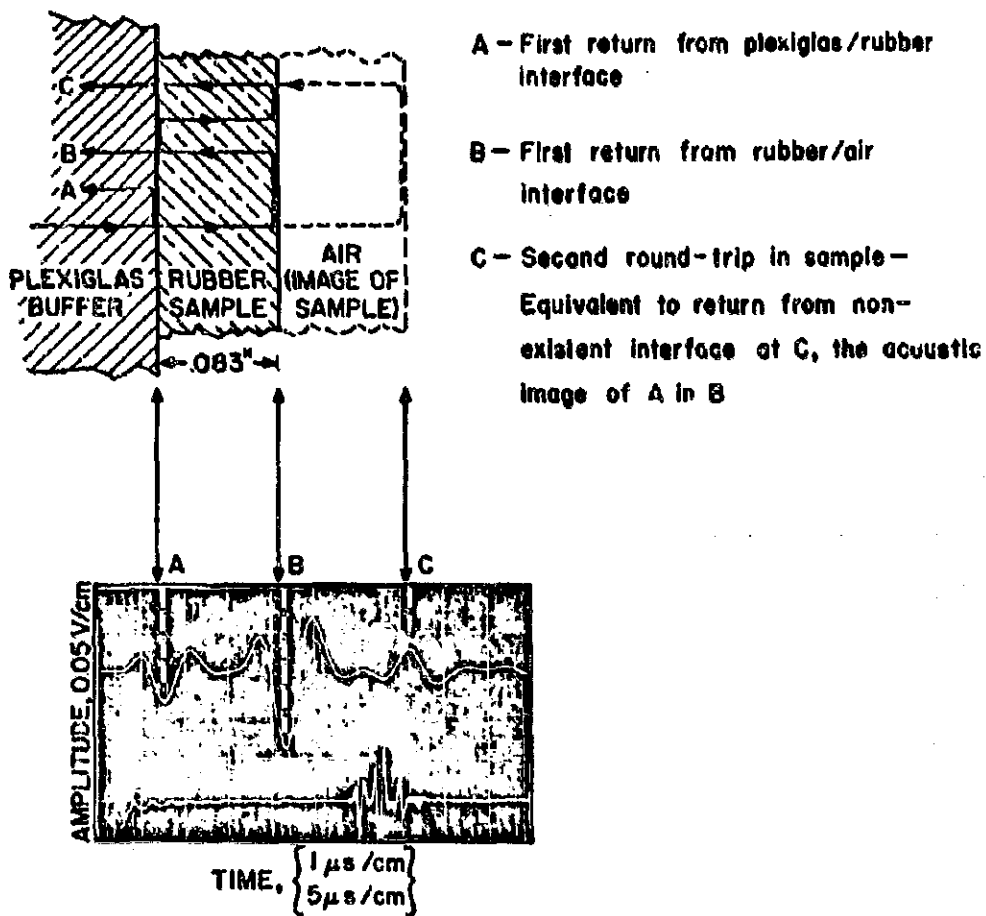 A – First return from plexiglas/rubber
interface
B – First return from rubber/air
interface
C – Second round-trip in sample –
Equivalent to return from non-
existent interface at C, the acoustic
image of A in B
C
B
A
PLEXIGLAS
BUFFER
RUBBER
SAMPLE
AIR
(IMAGE OF
SAMPLE)
.083"
A
B
C
AMPLITUDE, 0.05 V/cm
TIME, { 1 μs/cm
5 μs/cm }